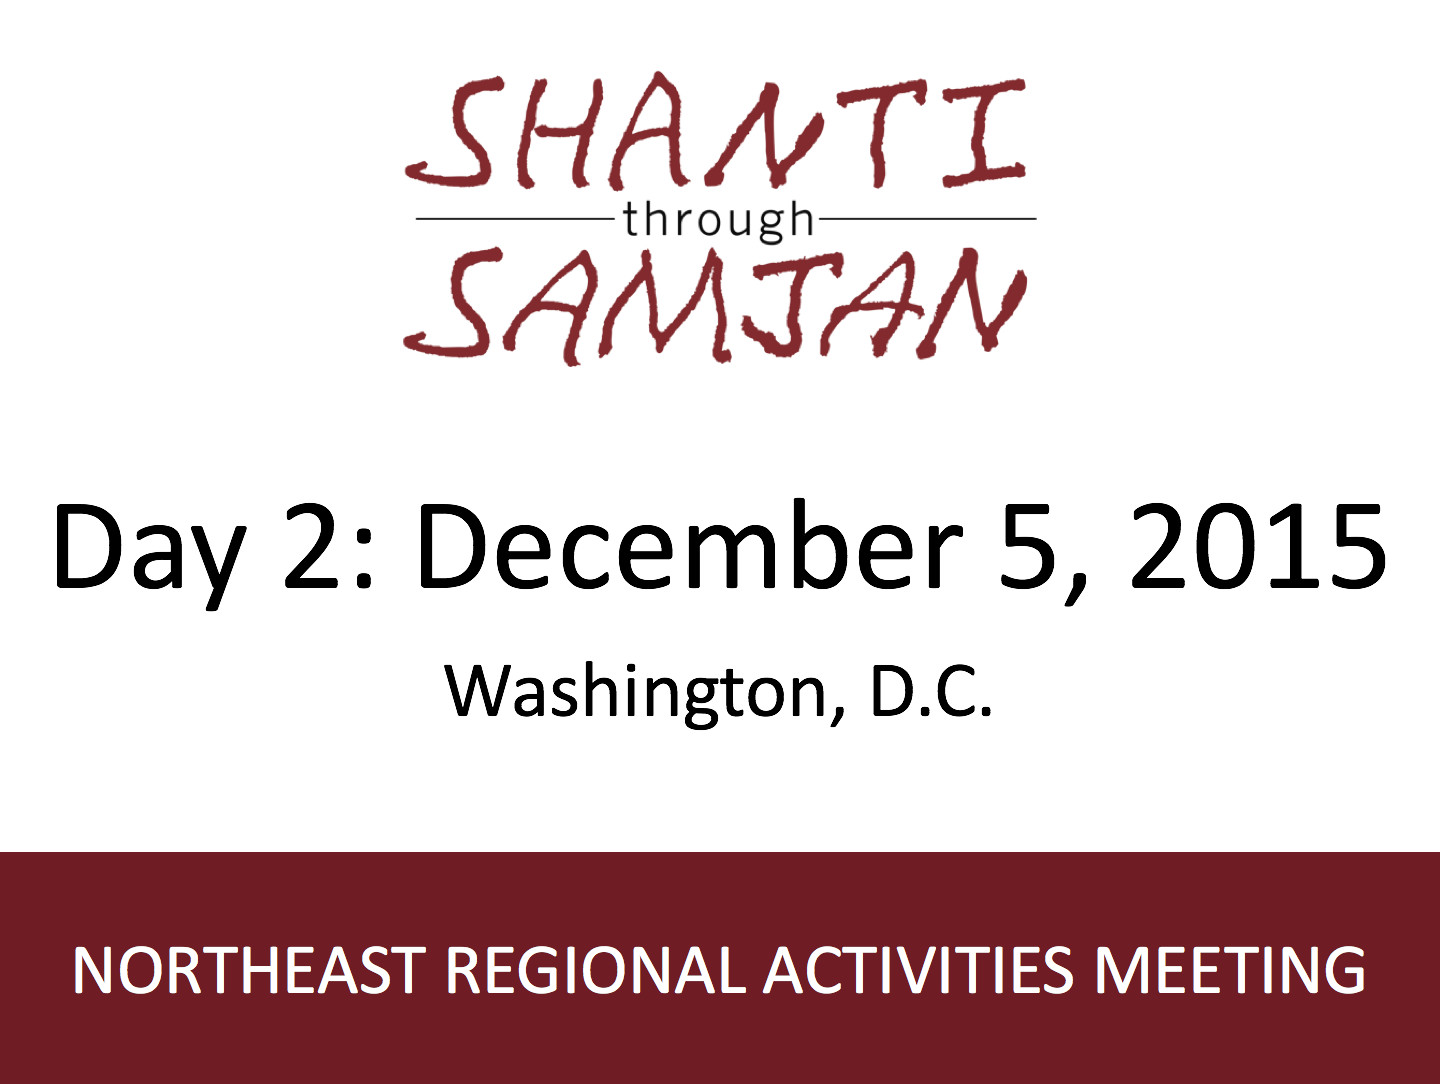 SHANTI
through
SAMJAN
Day 2: December 5, 2015
Washington, D.C.
NORTHEAST REGIONAL ACTIVITIES MEETING